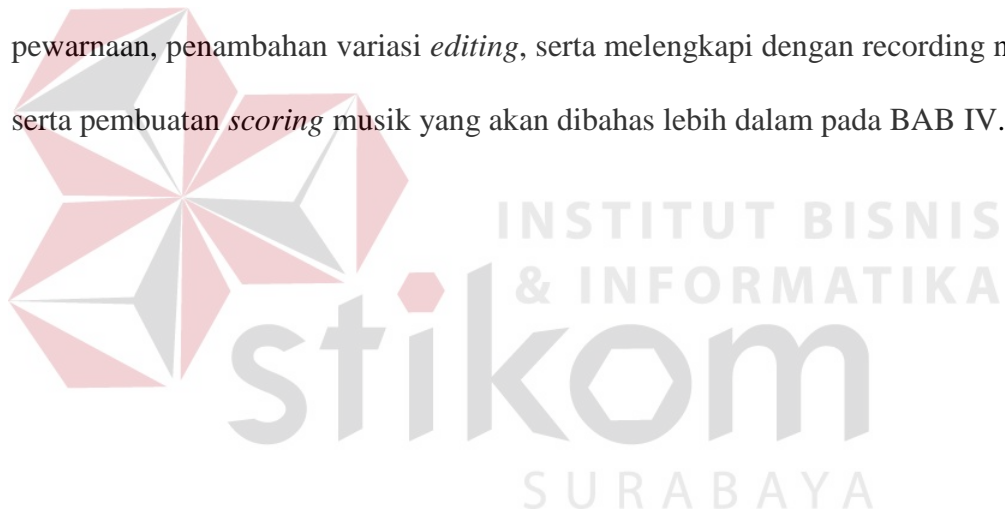 pewarnaan, penambahan variasi editing, serta melengkapi dengan recording
serta pembuatan scoring musik yang akan dibahas lebih dalam pada BAB IV.
INSTITUT BISNIS
& INFORMATIKA
stikom
SURABAYA